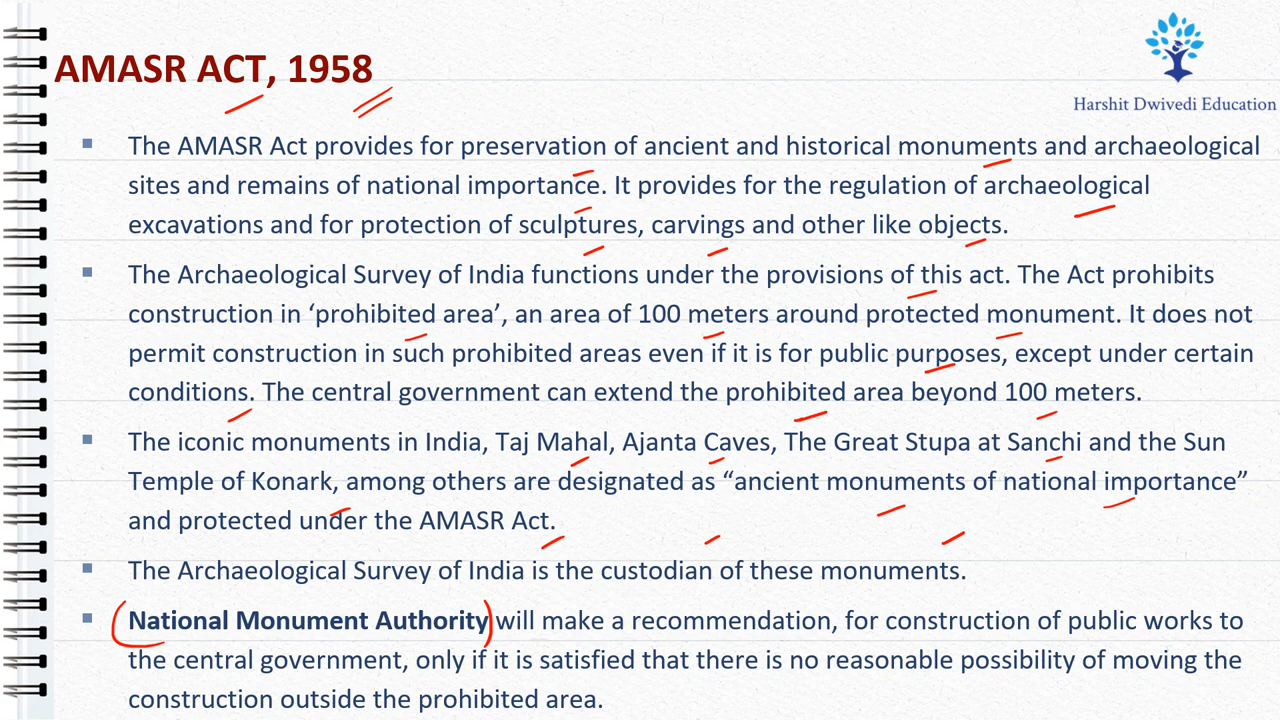 AMASR ACT, 1958
Harshit Dwivedi Education
▪ The AMASR Act provides for preservation of ancient and historical monuments and archaeological
sites and remains of national importance. It provides for the regulation of archaeological
excavations and for protection of sculptures, carvings and other like objects.
▪ The Archaeological Survey of India functions under the provisions of this act. The Act prohibits
construction in ‘prohibited area’, an area of 100 meters around protected monument. It does not
permit construction in such prohibited areas even if it is for public purposes, except under certain
conditions. The central government can extend the prohibited area beyond 100 meters.
▪ The iconic monuments in India, Taj Mahal, Ajanta Caves, The Great Stupa at Sanchi and the Sun
Temple of Konark, among others are designated as “ancient monuments of national importance”
and protected under the AMASR Act.
▪ The Archaeological Survey of India is the custodian of these monuments.
▪ National Monument Authority will make a recommendation, for construction of public works to
the central government, only if it is satisfied that there is no reasonable possibility of moving the
construction outside the prohibited area.